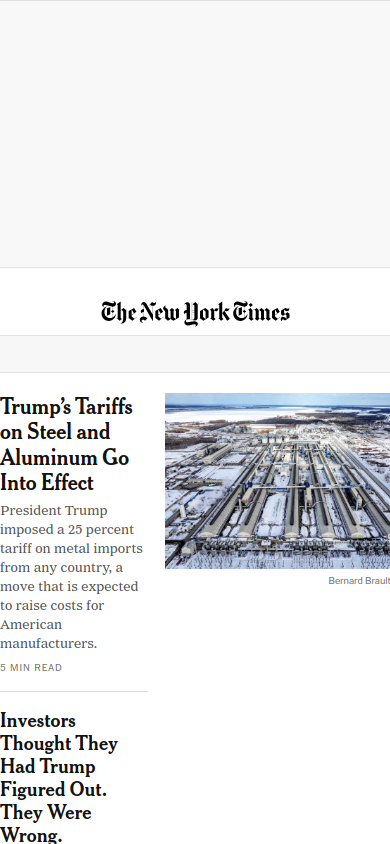 The New York Times
Trump’s Tariffs
on Steel and
Aluminum Go
Into Effect
President Trump
imposed a 25 percent
tariff on metal imports
from any country, a
move that is expected
to raise costs for
American
manufacturers.
5 MIN READ
Bernard Brault
Investors
Thought They
Had Trump
Figured Out.
They Were
Wrong.